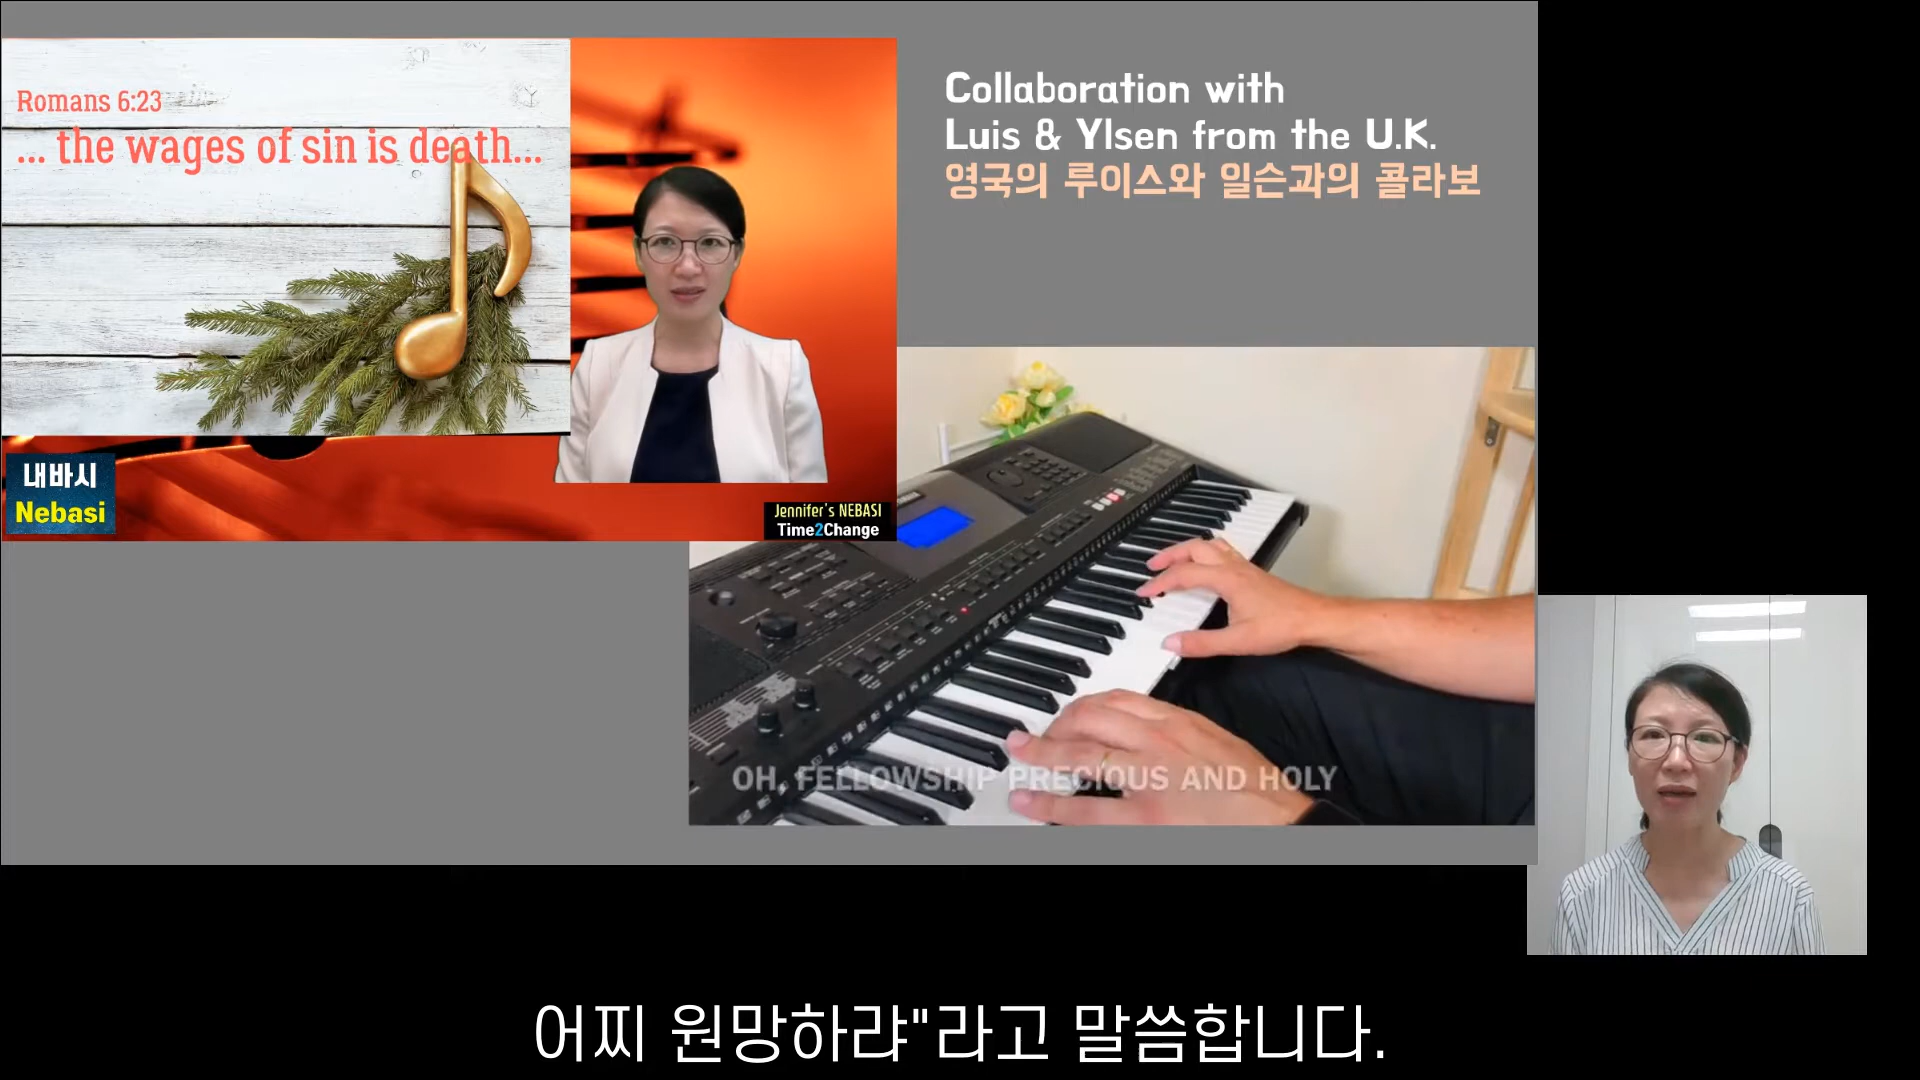 Romans 6:23
... the wages of sin is death...
Collaboration with
Luis & Ylsen from the U.K.
영국의 루이스와 일슨과의 콜라보
내바시
Nebasi
Jennifer's NEBASI
Time2Change
YAMAHA
OH, FELLOWSHIP PRECIOUS AND HOLY
어찌 원망하랴"라고 말씀합니다.